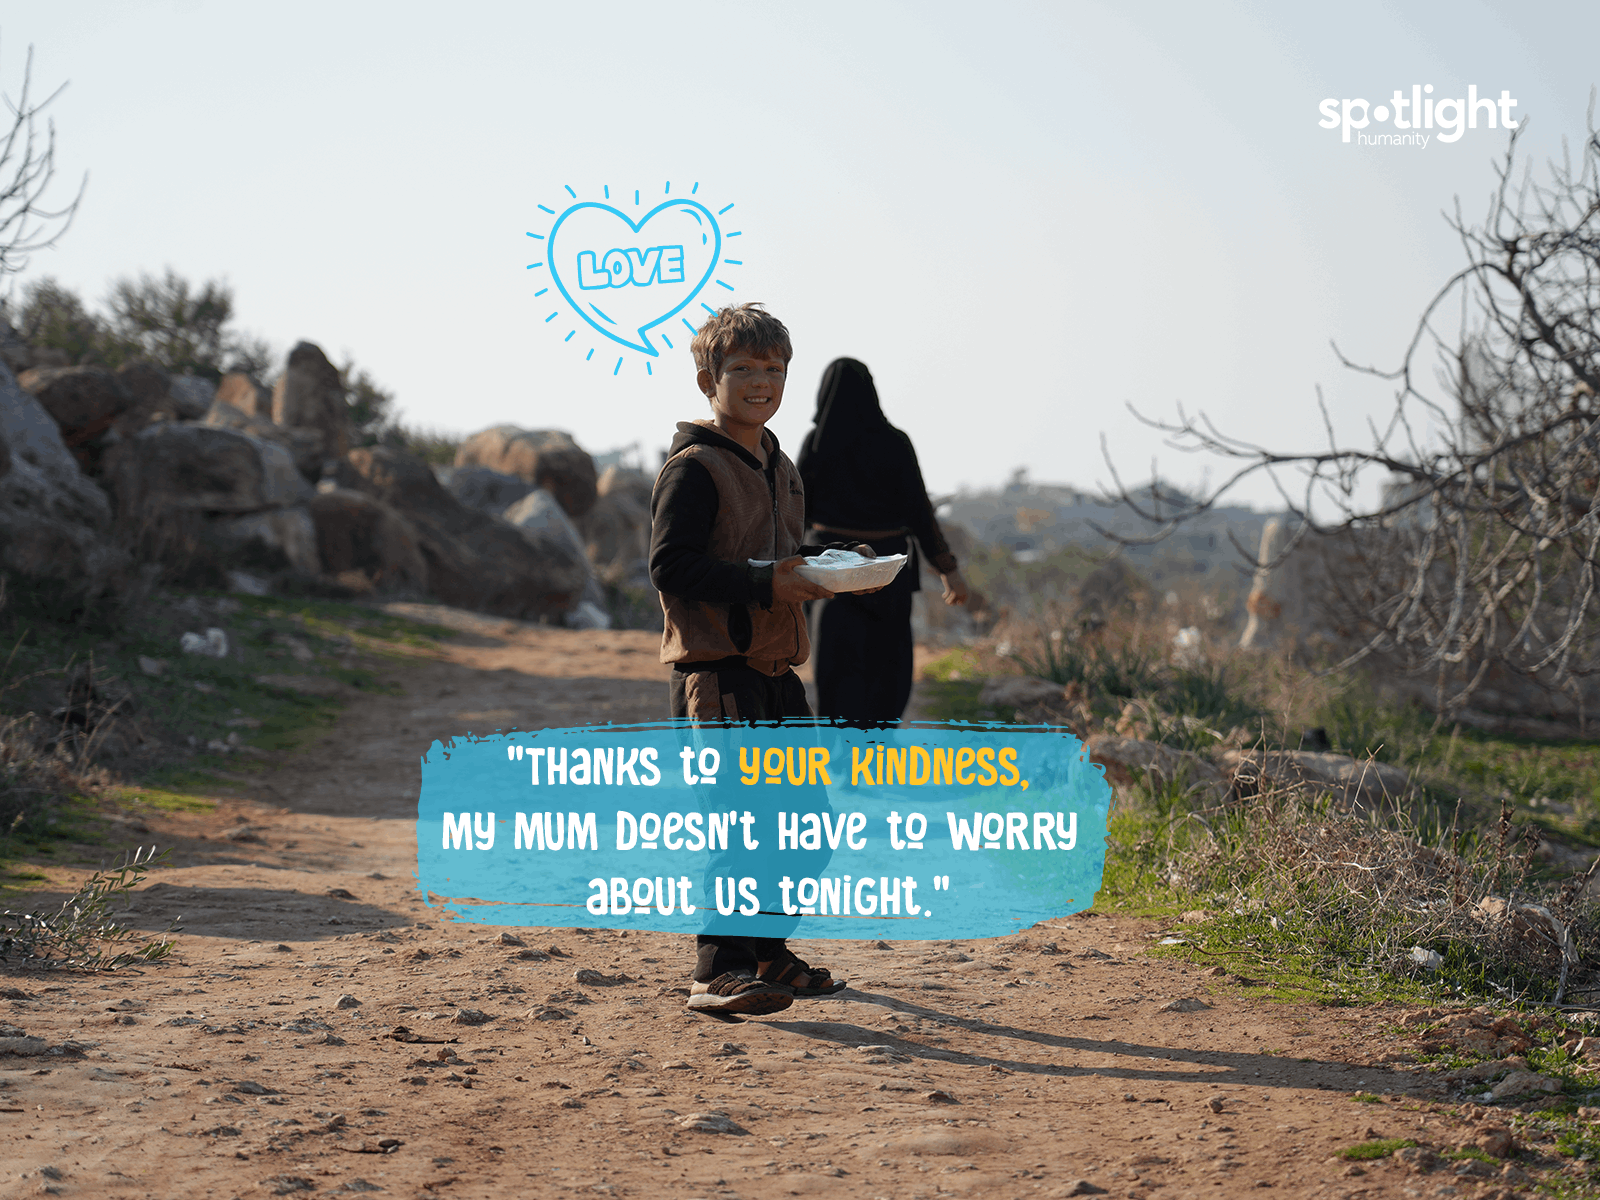 spotlight
humanity
LOVE
"THANKS to YOUR KiNDNESS,
MY MUM DOESN'T HAVE to WORRY
ABOUT US tONiGHT."